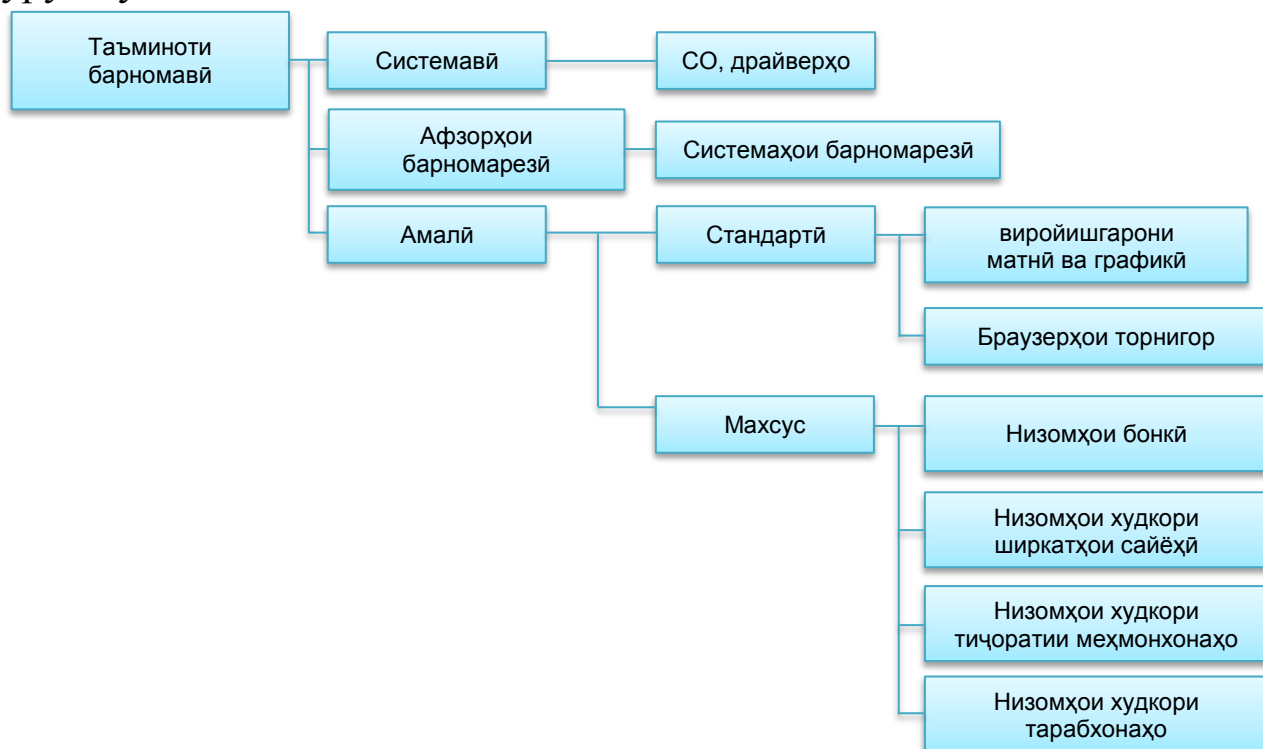 Таъминоти
барномавӣ
Системавӣ
СО, драйверҳо
Афзорҳои
барномарезӣ
Системаҳои барномарезӣ
Амалӣ
Стандартӣ
виройишгарони
матнӣ ва графикӣ
Браузерҳои торнигор
Махсус
Низомҳои бонкӣ
Низомҳои худкори
ширкатҳои сайёҳӣ
Низомҳои худкори
тиҷоратии меҳмонхонаҳо
Низомҳои худкори
тарабхонаҳо